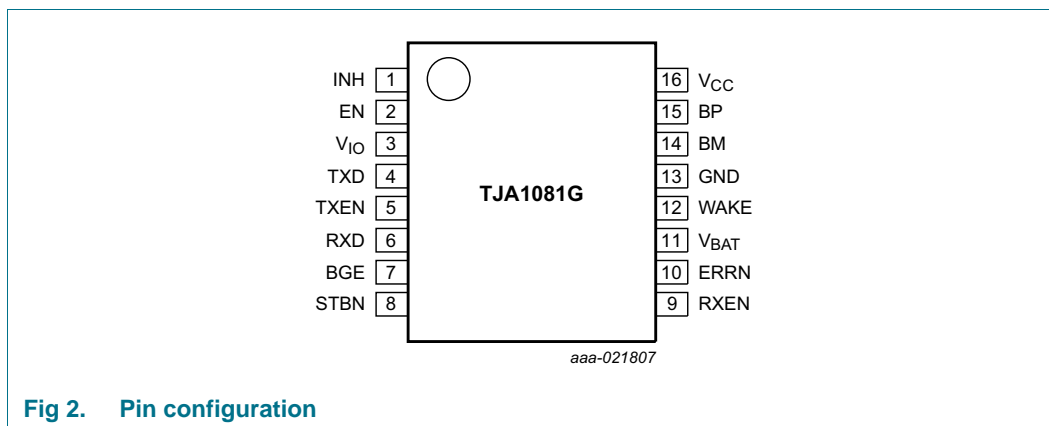 INH 1
EN 2
VIO 3
TXD 4
TXEN 5
RXD 6
BGE 7
STBN 8
TJA1081G
16 VCC
15 BP
14 BM
13 GND
12 WAKE
11 VBAT
10 ERRN
9 RXEN
aaa-021807
Fig 2. Pin configuration